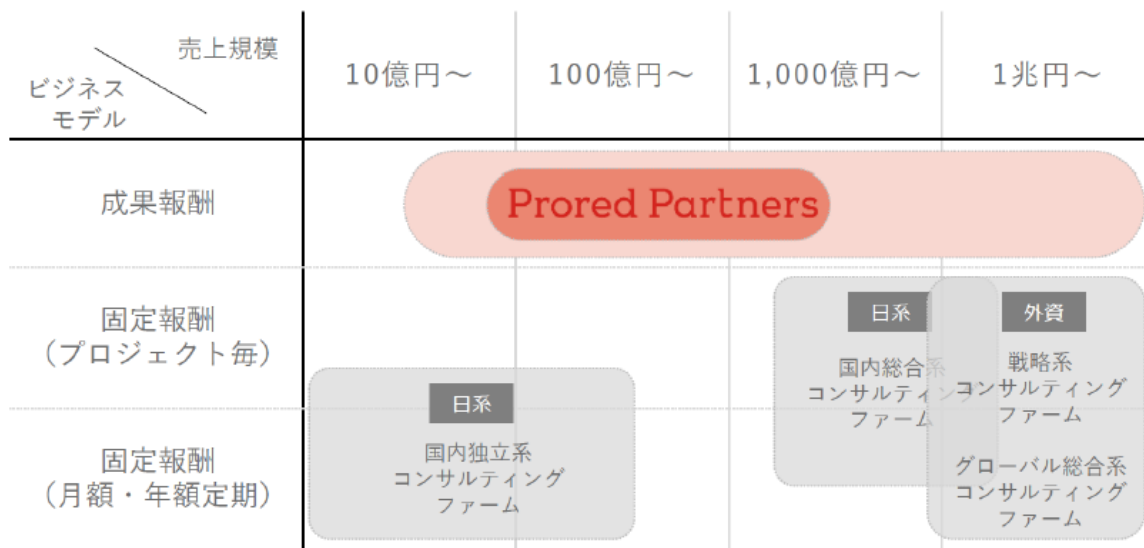 売上規模
ビジネス
モデル
10億円～
100億円～
1,000億円～
1兆円～
成果報酬
Prored Partners
固定報酬
（プロジェクト毎）
日系
国内総合系
コンサルティング
ファーム
外資
戦略系
コンサルティング
ファーム
グローバル総合系
コンサルティング
ファーム
固定報酬
（月額・年額定期）
日系
国内独立系
コンサルティング
ファーム